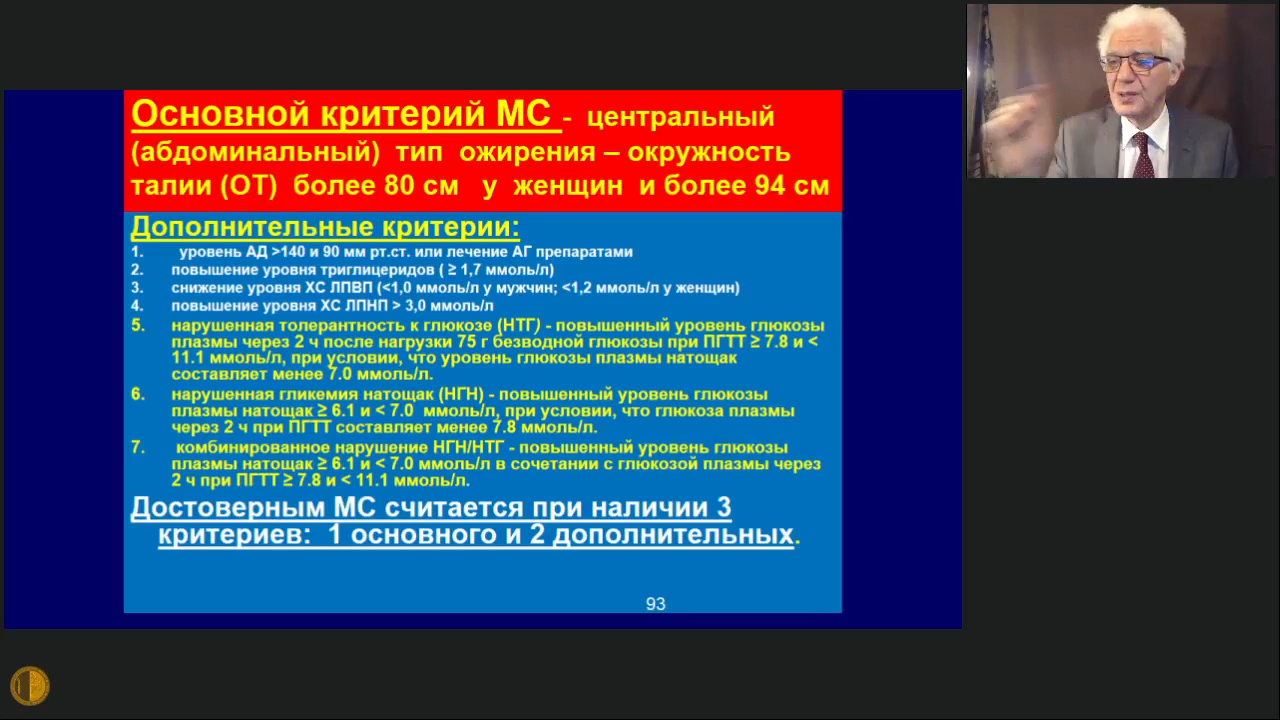 Основной критерий МС - центральный
(абдоминальный) тип ожирения – окружность
талии (ОТ) более 80 см у женщин и более 94 см
Дополнительные критерии:
1. уровень АД >140 и 90 мм рт.ст. или лечение АГ препаратами
2. повышение уровня триглицеридов ( ≥ 1,7 ммоль/л)
3. снижение уровня ХС ЛПВП (<1,0 ммоль/л у мужчин; <1,2 ммоль/л у женщин)
4. повышение уровня ХС ЛПНП > 3,0 ммоль/л
5. нарушенная толерантность к глюкозе (НТГ) - повышенный уровень глюкозы
плазмы через 2 ч после нагрузки 75 г безводной глюкозы при ПГТТ ≥ 7.8 и <
11.1 ммоль/л, при условии, что уровень глюкозы плазмы натощак
составляет менее 7.0 ммоль/л.
6. нарушенная гликемия натощак (НГН) - повышенный уровень глюкозы
плазмы натощак ≥ 6.1 и < 7.0 ммоль/л, при условии, что глюкоза плазмы
через 2 ч при ПГТТ составляет менее 7.8 ммоль/л.
7. комбинированное нарушение НГН/НТГ - повышенный уровень глюкозы
плазмы натощак ≥ 6.1 и < 7.0 ммоль/л в сочетании с глюкозой плазмы через
2 ч при ПГТТ ≥ 7.8 и < 11.1 ммоль/л.
Достоверным МС считается при наличии 3
критериев: 1 основного и 2 дополнительных.
93